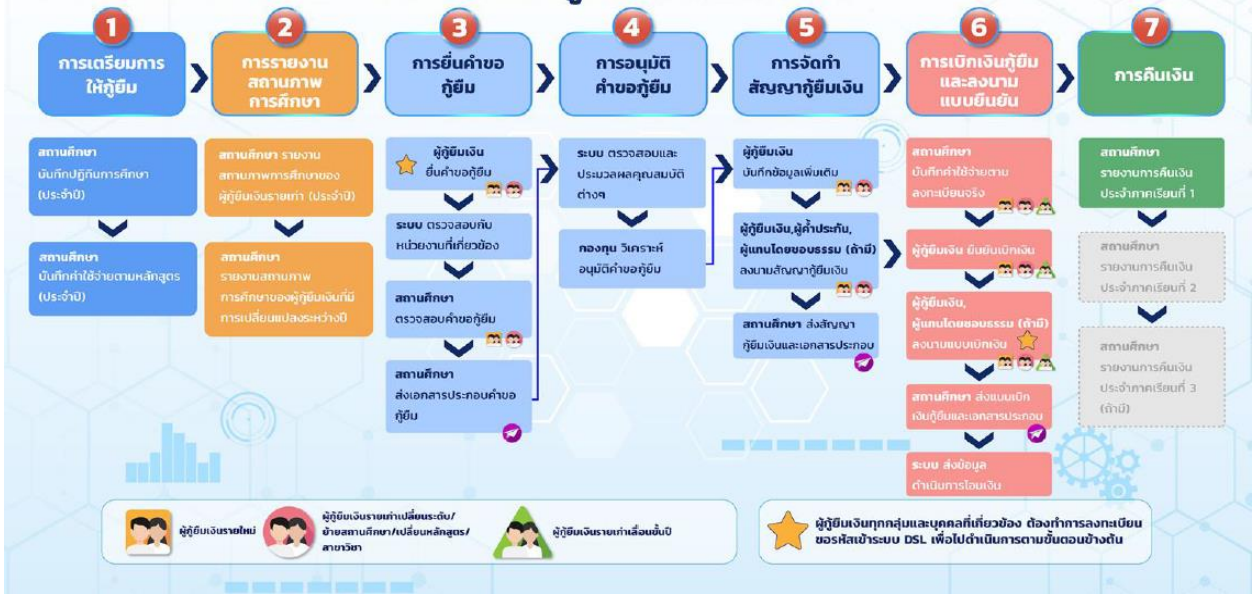 1
การเตรียมการ
ให้กู้ยืม
2
การรายงาน
สถานภาพ
การศึกษา
3
การยื่นคำขอ
กู้ยืม
4
การอนุมัติ
คำขอกู้ยืม
5
การจัดทำ
สัญญากู้ยืมเงิน
6
การเบิกเงินกู้ยืม
และลงนาม
แบบยืนยัน
7
การคืนเงิน
สถานศึกษา
บันทึกปฏิทินการศึกษา
(ประจำปี)
สถานศึกษา
บันทึกค่าใช้จ่ายตามหลักสูตร
(ประจำปี)
สถานศึกษา รายงาน
สถานภาพการศึกษาของ
ผู้กู้ยืมเงินรายเก่า (ประจำปี)
สถานศึกษา
รายงานสถานภาพ
การศึกษาของผู้กู้ยืมเงินที่มี
การเปลี่ยนแปลงระหว่างปี
ผู้กู้ยืมเงิน
ยื่นคำขอกู้ยืม
ระบบ ตรวจสอบกับ
หน่วยงานที่เกี่ยวข้อง
สถานศึกษา
ตรวจสอบคำขอกู้ยืม
สถานศึกษา
ส่งเอกสารประกอบคำขอ
กู้ยืม
ระบบ ตรวจสอบและ
ประมวลผลคุณสมบัติ
ต่างๆ
กองทุน วิเคราะห์
อนุมัติคำขอกู้ยืม
ผู้กู้ยืมเงิน
บันทึกข้อมูลเพิ่มเติม
ผู้กู้ยืมเงิน,ผู้ค้ำประกัน,
ผู้แทนโดยชอบธรรม (ถ้ามี)
ลงนามสัญญากู้ยืมเงิน
สถานศึกษา ส่งสัญญา
กู้ยืมเงินและเอกสารประกอบ
สถานศึกษา
บันทึกค่าใช้จ่ายตาม
ลงทะเบียนจริง
ผู้กู้ยืมเงิน ยืนยันเบิกเงิน
ผู้กู้ยืมเงิน,
ผู้แทนโดยชอบธรรม (ถ้ามี)
ลงนามแบบเบิกเงิน
สถานศึกษา ส่งแบบเบิก
เงินกู้ยืมและเอกสารประกอบ
ระบบ ส่งข้อมูล
ดำเนินการโอนเงิน
สถานศึกษา
รายงานการคืนเงิน
ประจำภาคเรียนที่ 1
สถานศึกษา
รายงานการคืนเงิน
ประจำภาคเรียนที่ 2
สถานศึกษา
รายงานการคืนเงิน
ประจำภาคเรียนที่ 3
(ถ้ามี)
ผู้กู้ยืมเงินรายใหม่
ผู้กู้ยืมเงินรายเก่าเปลี่ยนระดับ/
ย้ายสถานศึกษา/เปลี่ยนหลักสูตร/
สาขาวิชา
ผู้กู้ยืมเงินรายเก่าเลื่อนชั้นปี
ผู้กู้ยืมเงินทุกกลุ่มและบุคคลที่เกี่ยวข้อง ต้องทำการลงทะเบียน
ขอรหัสเข้าระบบ DSL เพื่อไปดำเนินการตามขั้นตอนข้างต้น